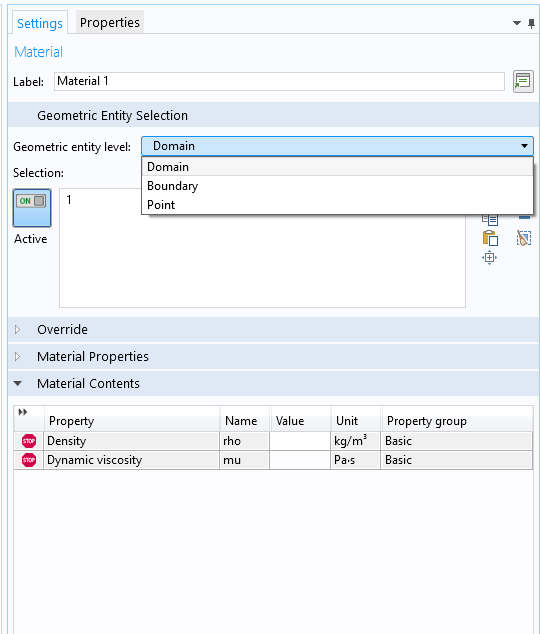 Settings Properties
Material
Label: Material 1
Geometric Entity Selection
Geometric entity level: Domain
Domain
Boundary
Point
Selection:
ON
1
Active
Override
Material Properties
Material Contents
Property Name Value Unit Property group
STOP Density rho kg/m³ Basic
STOP Dynamic viscosity mu Pa·s Basic